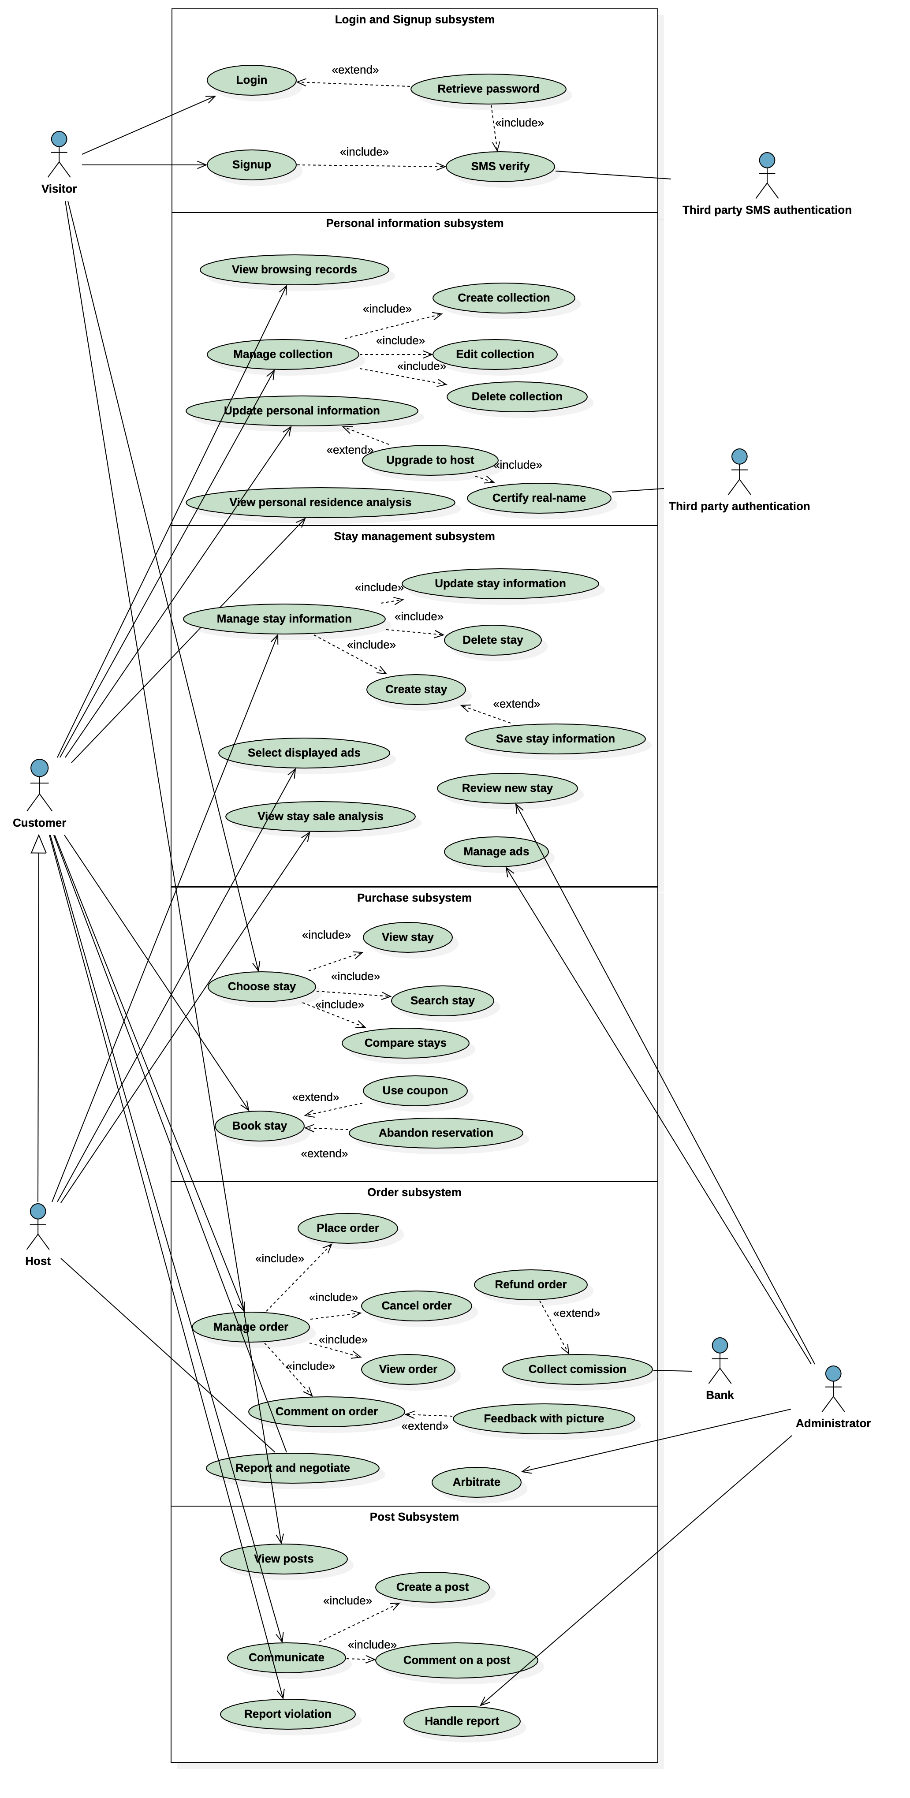 Login and Signup subsystem
Login
«extend»
Retrieve password
«include»
Signup
«include»
SMS verify
Visitor
Third party SMS authentication
Personal information subsystem
View browsing records
Create collection
«include»
Manage collection
«include»
Edit collection
«include»
Delete collection
Update personal information
«extend»
Upgrade to host
«include»
Certify real-name
View personal residence analysis
Third party authentication
Stay management subsystem
Update stay information
«include»
Manage stay information
«include»
Delete stay
«include»
Create stay
«extend»
Save stay information
Select displayed ads
Review new stay
View stay sale analysis
Manage ads
Customer
Purchase subsystem
View stay
«include»
Choose stay
«include»
Search stay
«include»
Compare stays
Use coupon
«extend»
Book stay
Abandon reservation
«extend»
Order subsystem
Place order
Host
«include»
Refund order
«include»
Cancel order
«extend»
Manage order
«include»
View order
«include»
Collect comission
Bank
Comment on order
Feedback with picture
«extend»
Administrator
Report and negotiate
Arbitrate
Post Subsystem
View posts
Create a post
«include»
Communicate
«include»
Comment on a post
Report violation
Handle report